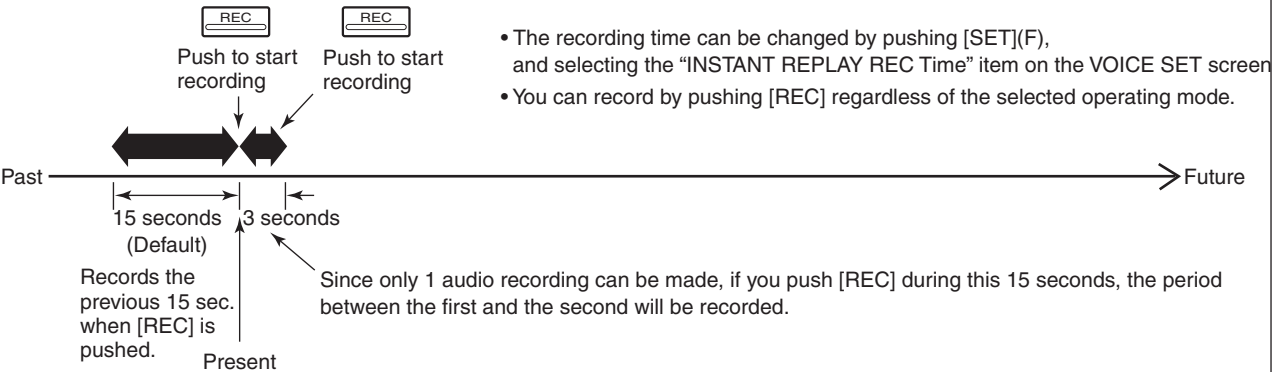 REC
REC
Push to start
recording
Push to start
recording
• The recording time can be changed by pushing [SET](F),
and selecting the “INSTANT REPLAY REC Time” item on the VOICE SET screen
• You can record by pushing [REC] regardless of the selected operating mode.
Past
Future
15 seconds
(Default)
3 seconds
Records the
previous 15 sec.
when [REC] is
pushed.
Present
Since only 1 audio recording can be made, if you push [REC] during this 15 seconds, the period
between the first and the second will be recorded.